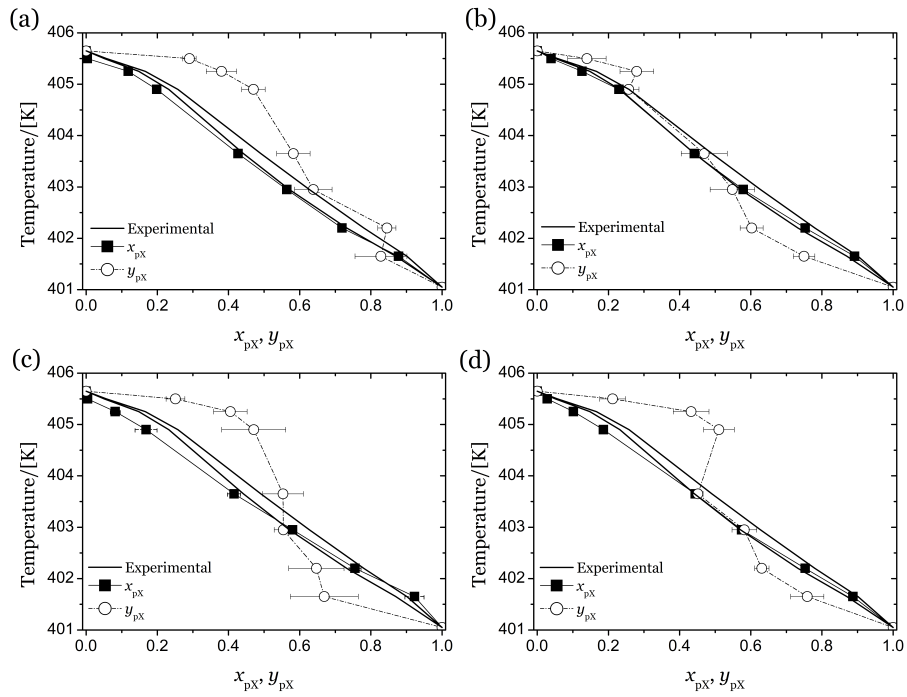 (a)
406
405
404
403
402
401
Temperature/[K]
Experimental
x_pX
y_pX
0.0 0.2 0.4 0.6 0.8 1.0
x_pX, y_pX
(b)
406
405
404
403
402
401
Temperature/[K]
Experimental
x_pX
y_pX
0.0 0.2 0.4 0.6 0.8 1.0
x_pX, y_pX
(c)
406
405
404
403
402
401
Temperature/[K]
Experimental
x_pX
y_pX
0.0 0.2 0.4 0.6 0.8 1.0
x_pX, y_pX
(d)
406
405
404
403
402
401
Temperature/[K]
Experimental
x_pX
y_pX
0.0 0.2 0.4 0.6 0.8 1.0
x_pX, y_pX